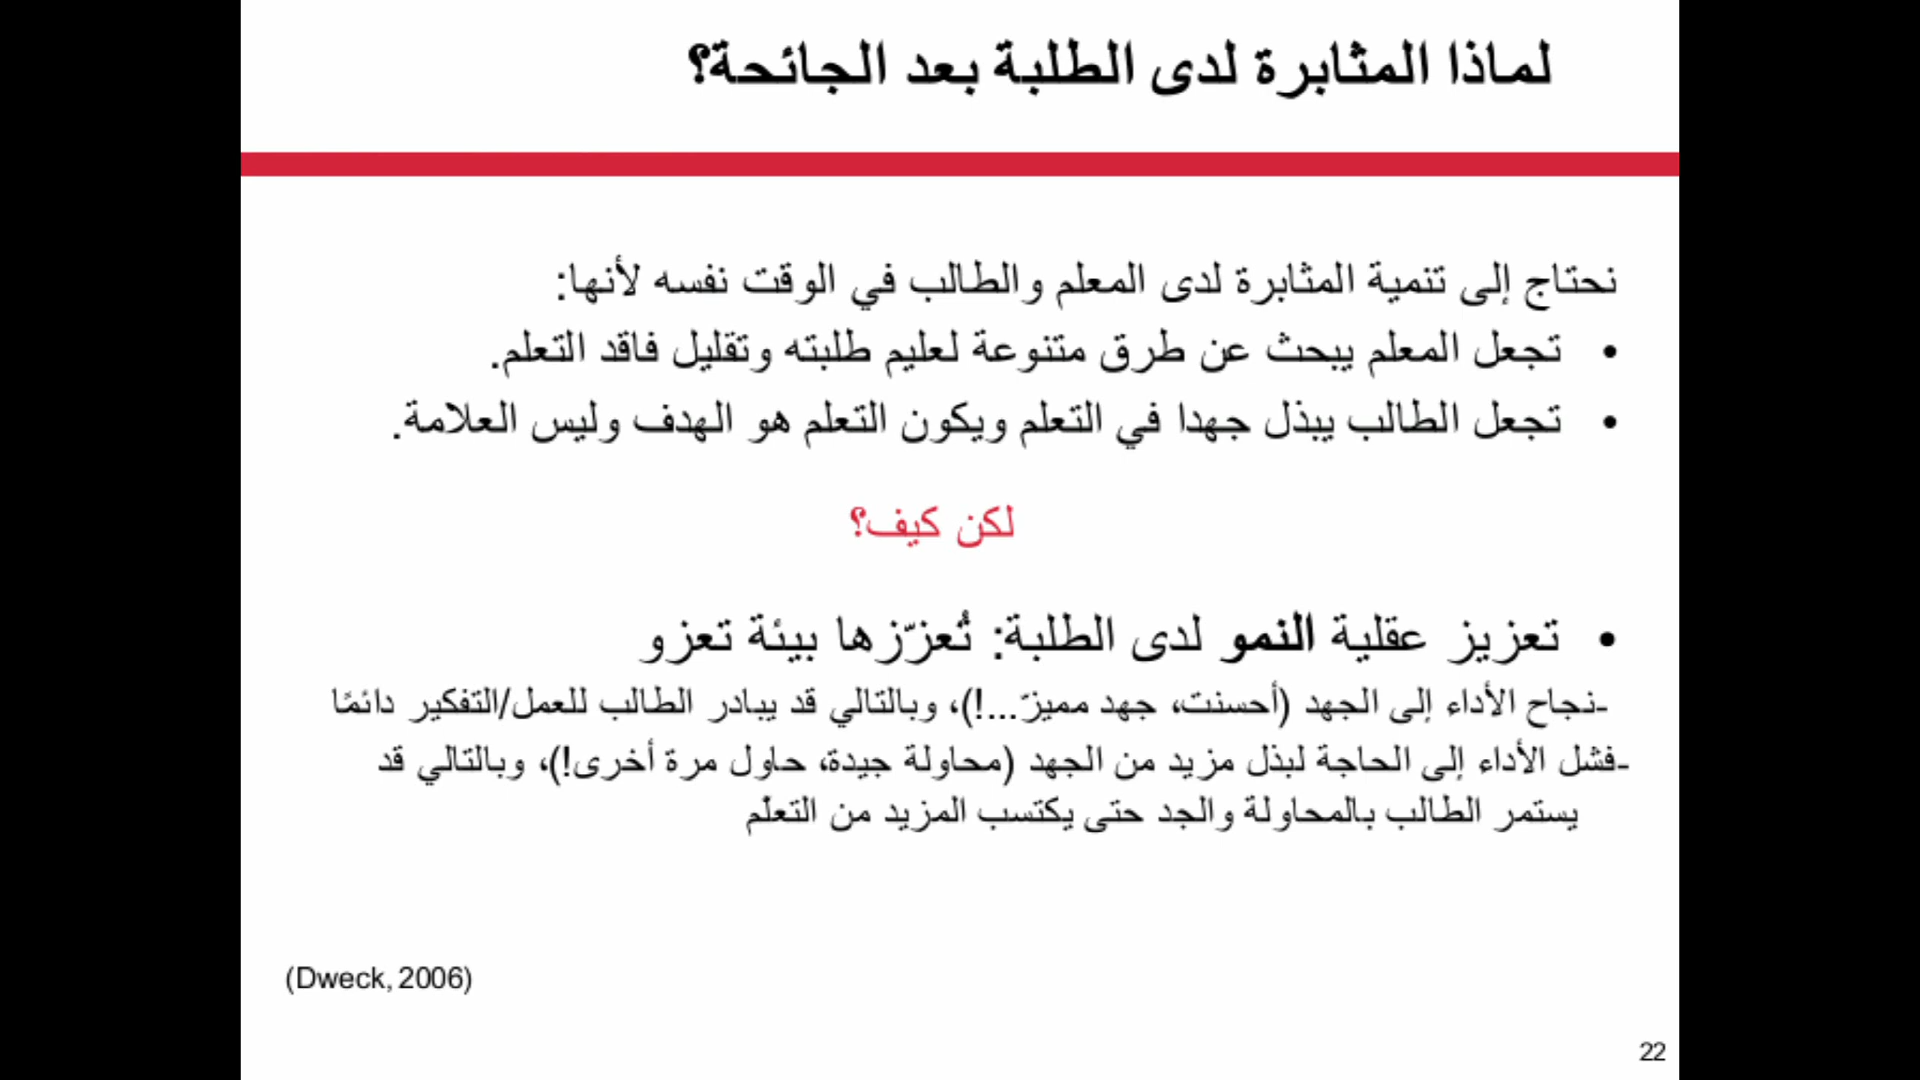 لماذا المثابرة لدى الطلبة بعد الجائحة؟
نحتاج إلى تنمية المثابرة لدى المعلم والطالب في الوقت نفسه لأنها:
• تجعل المعلم يبحث عن طرق متنوعة لعليم طلبته وتقليل فاقد التعلم.
• تجعل الطالب يبذل جهدا في التعلم ويكون التعلم هو الهدف وليس العلامة.
لكن كيف؟
• تعزيز عقلية النمو لدى الطلبة: تُعزّزها بيئة تعزو
-نجاح الأداء إلى الجهد (أحسنت، جهد مميزّ...!)، وبالتالي قد يبادر الطالب للعمل/التفكير دائمًا
-فشل الأداء إلى الحاجة لبذل مزيد من الجهد (محاولة جيدة، حاول مرة أخرى!)، وبالتالي قد
يستمر الطالب بالمحاولة والجد حتى يكتسب المزيد من التعلّم
(Dweck, 2006)
22